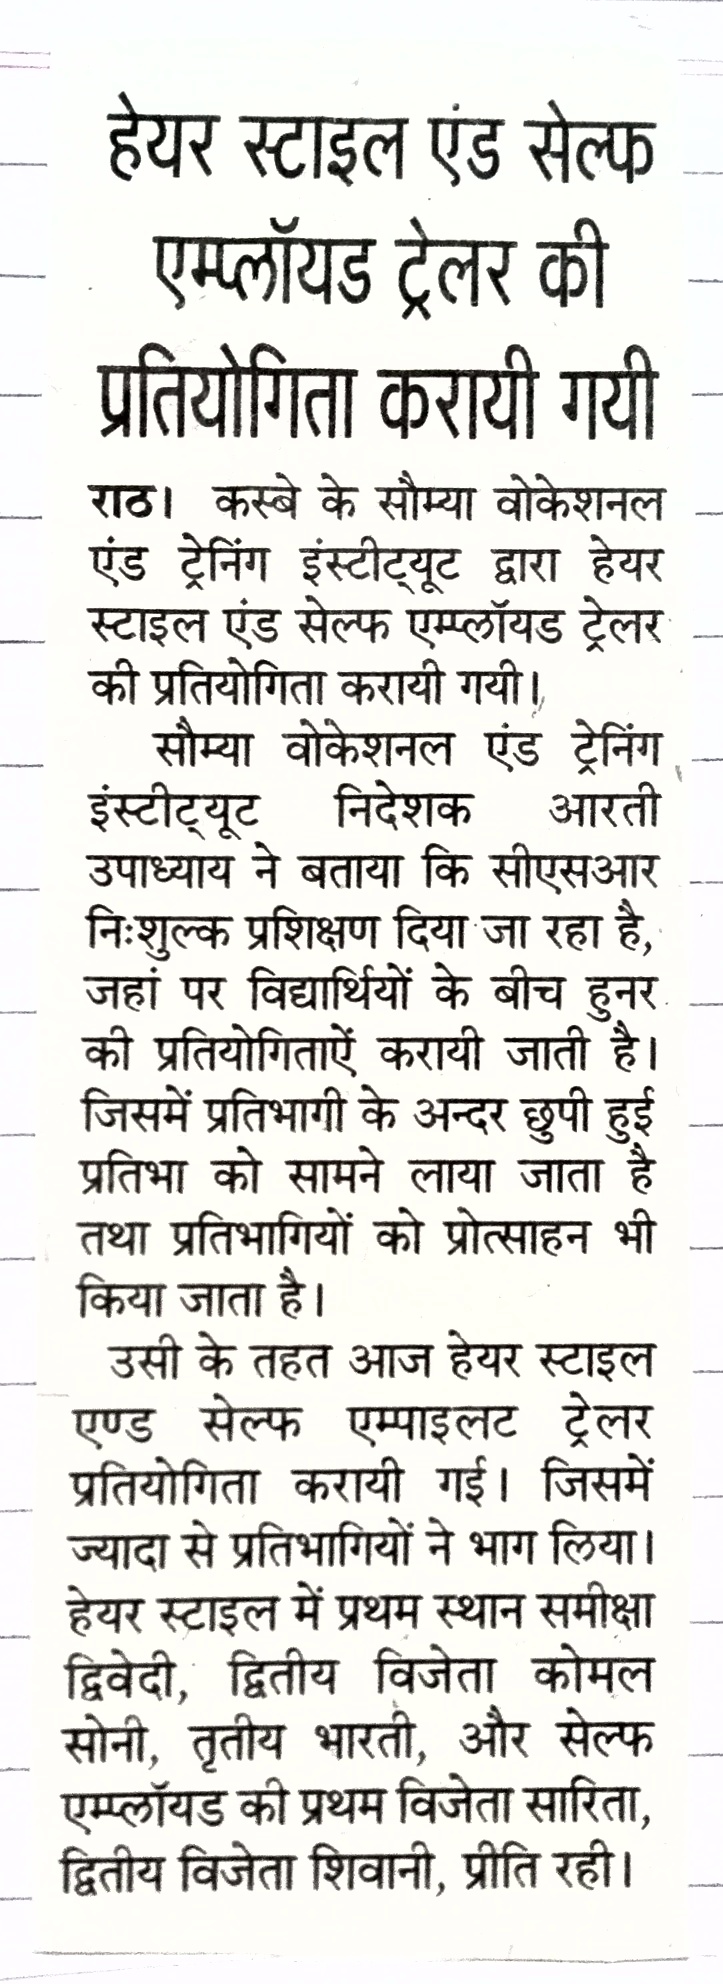 हेयर स्टाइल एंड सेल्फ
एम्प्लॉयड ट्रेलर की
प्रतियोगिता करायी गयी
राठ। कस्बे के सौम्या वोकेशनल
एंड ट्रेनिंग इंस्टीट्यूट द्वारा हेयर
स्टाइल एंड सेल्फ एम्प्लॉयड ट्रेलर
की प्रतियोगिता करायी गयी।
सौम्या वोकेशनल एंड ट्रेनिंग
इंस्टीट्यूट निदेशक आरती
उपाध्याय ने बताया कि सीएसआर
निःशुल्क प्रशिक्षण दिया जा रहा है,
जहां पर विद्यार्थियों के बीच हुनर
की प्रतियोगिताऐं करायी जाती है।
जिसमें प्रतिभागी के अन्दर छुपी हुई
प्रतिभा को सामने लाया जाता है
तथा प्रतिभागियों को प्रोत्साहन भी
किया जाता है।
उसी के तहत आज हेयर स्टाइल
एण्ड सेल्फ एम्पाइलट ट्रेलर
प्रतियोगिता करायी गई। जिसमें
ज्यादा से प्रतिभागियों ने भाग लिया।
हेयर स्टाइल में प्रथम स्थान समीक्षा
द्विवेदी, द्वितीय विजेता कोमल
सोनी, तृतीय भारती, और सेल्फ
एम्प्लॉयड की प्रथम विजेता सारिता,
द्वितीय विजेता शिवानी, प्रीति रही।